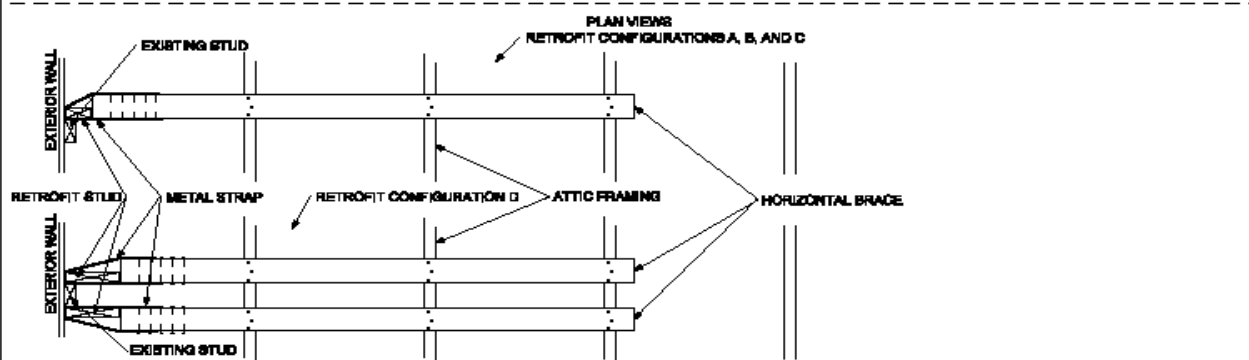 PLAN VIEWS
RETROFIT CONFIGURATIONS A, B, AND C
EXISTING STUD
EXTERIOR WALL
RETROFIT STUD
METAL STRAP
RETROFIT CONFIGURATION D
ATTIC FRAMING
HORIZONTAL BRACE
EXTERIOR WALL
EXISTING STUD